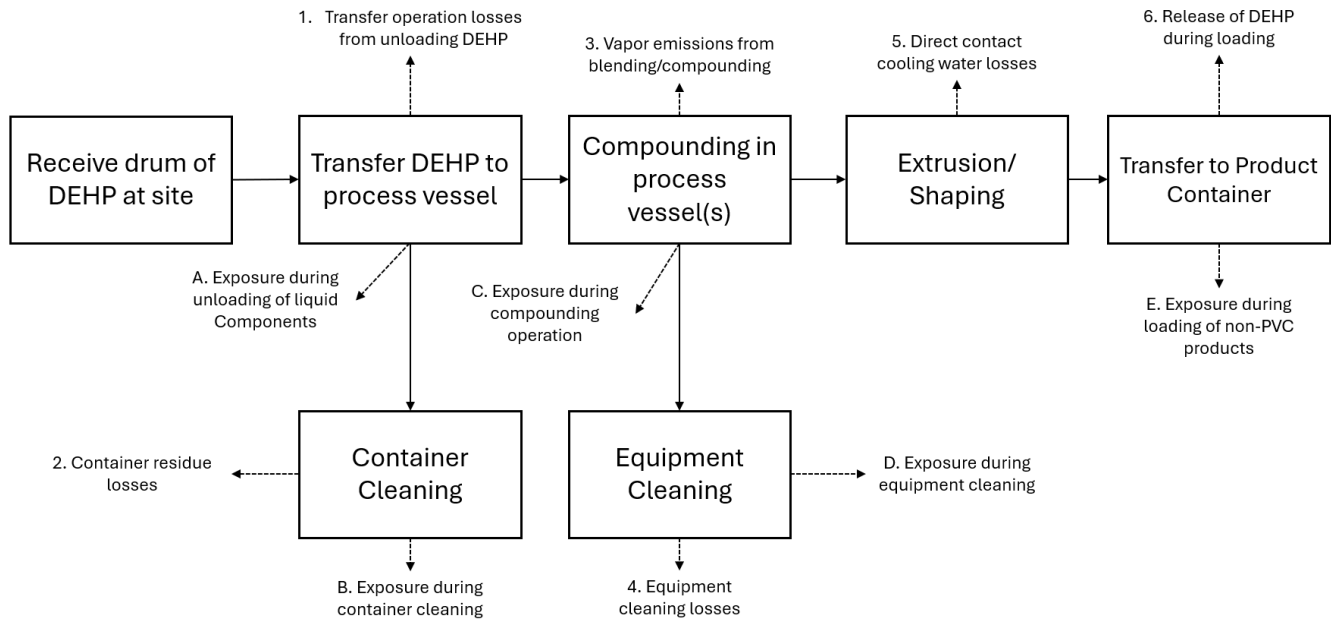 1. Transfer operation losses
from unloading DEHP
3. Vapor emissions from
blending/compounding
5. Direct contact
cooling water losses
6. Release of DEHP
during loading
Receive drum of
DEHP at site
Transfer DEHP to
process vessel
Compounding in
process
vessel(s)
Extrusion/
Shaping
Transfer to Product
Container
A. Exposure during
unloading of liquid
Components
C. Exposure during
compounding
operation
E. Exposure during
loading of non-PVC
products
2. Container residue
losses
Container
Cleaning
Equipment
Cleaning
D. Exposure during
equipment cleaning
B. Exposure during
container cleaning
4. Equipment
cleaning losses